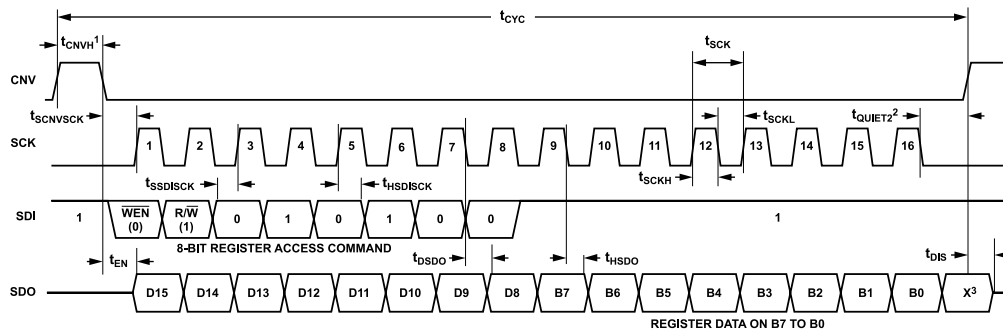 tCYC
tCNVH1
tSCK
CNV
tSCNVSCK
tSCKL
tQUIET22
SCK
1 2 3 4 5 6 7 8 9 10 11 12 13 14 15 16
tSSDISCK
tHSDISCK
tSCKH
SDI
1 WEN (0) R/W (1) 0 1 0 1 0 0 1
8-BIT REGISTER ACCESS COMMAND
tEN
tDSDO
tHSDO
tDIS
SDO
D15 D14 D13 D12 D11 D10 D9 D8 B7 B6 B5 B4 B3 B2 B1 B0 X3
REGISTER DATA ON B7 TO B0